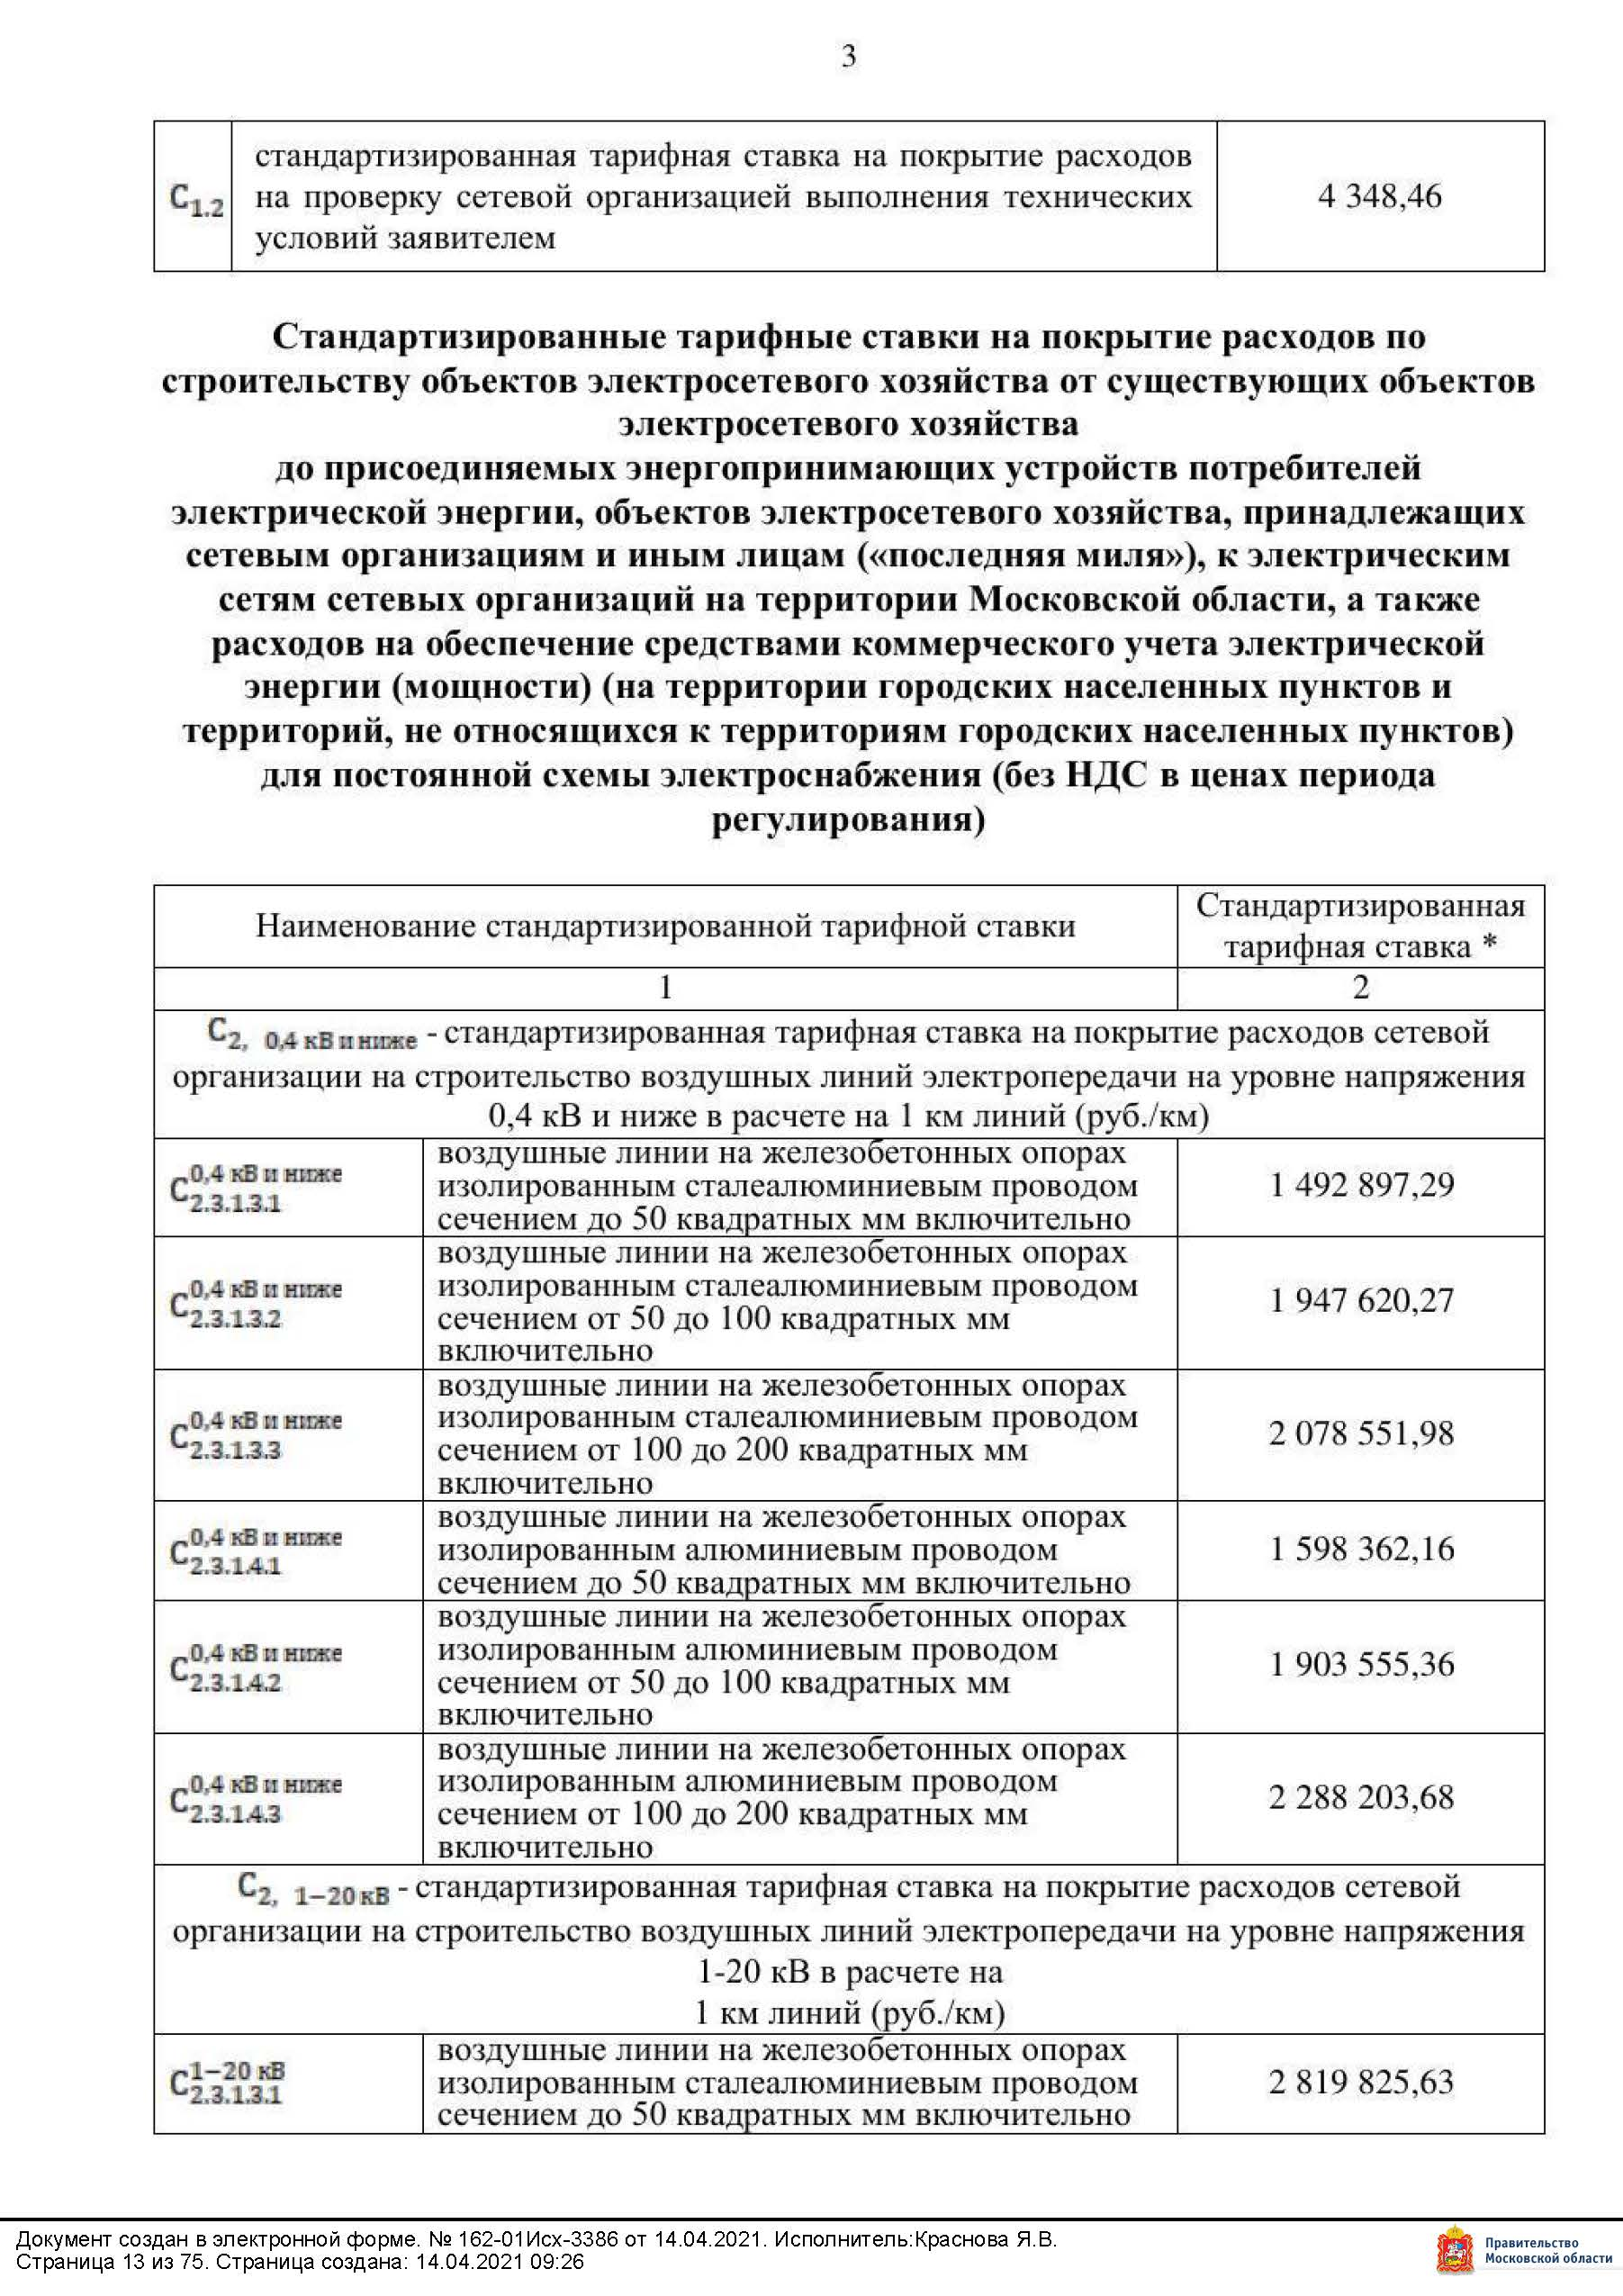 3
С1.2
стандартизированная тарифная ставка на покрытие расходов
на проверку сетевой организацией выполнения технических
условий заявителем
4 348,46
Стандартизированные тарифные ставки на покрытие расходов по
строительству объектов электросетевого хозяйства от существующих объектов
электросетевого хозяйства
до присоединяемых энергопринимающих устройств потребителей
электрической энергии, объектов электросетевого хозяйства, принадлежащих
сетевым организациям и иным лицам («последняя миля»), к электрическим
сетям сетевых организаций на территории Московской области, а также
расходов на обеспечение средствами коммерческого учета электрической
энергии (мощности) (на территории городских населенных пунктов и
территорий, не относящихся к территориям городских населенных пунктов)
для постоянной схемы электроснабжения (без НДС в ценах периода
регулирования)
Наименование стандартизированной тарифной ставки
Стандартизированная
тарифная ставка *
1
2
С2, 0,4 кВ и ниже - стандартизированная тарифная ставка на покрытие расходов сетевой
организации на строительство воздушных линий электропередачи на уровне напряжения
0,4 кВ и ниже в расчете на 1 км линий (руб./км)
С 0,4 кВ и ниже 2.3.1.3.1
воздушные линии на железобетонных опорах
изолированным сталеалюминиевым проводом
сечением до 50 квадратных мм включительно
1 492 897,29
С 0,4 кВ и ниже 2.3.1.3.2
воздушные линии на железобетонных опорах
изолированным сталеалюминиевым проводом
сечением от 50 до 100 квадратных мм
включительно
1 947 620,27
С 0,4 кВ и ниже 2.3.1.3.3
воздушные линии на железобетонных опорах
изолированным сталеалюминиевым проводом
сечением от 100 до 200 квадратных мм
включительно
2 078 551,98
С 0,4 кВ и ниже 2.3.1.4.1
воздушные линии на железобетонных опорах
изолированным алюминиевым проводом
сечением до 50 квадратных мм включительно
1 598 362,16
С 0,4 кВ и ниже 2.3.1.4.2
воздушные линии на железобетонных опорах
изолированным алюминиевым проводом
сечением от 50 до 100 квадратных мм
включительно
1 903 555,36
С 0,4 кВ и ниже 2.3.1.4.3
воздушные линии на железобетонных опорах
изолированным алюминиевым проводом
сечением от 100 до 200 квадратных мм
включительно
2 288 203,68
С2, 1–20 кВ - стандартизированная тарифная ставка на покрытие расходов сетевой
организации на строительство воздушных линий электропередачи на уровне напряжения
1-20 кВ в расчете на
1 км линий (руб./км)
С 1–20 кВ 2.3.1.3.1
воздушные линии на железобетонных опорах
изолированным сталеалюминиевым проводом
сечением до 50 квадратных мм включительно
2 819 825,63
Документ создан в электронной форме. № 162-01Исх-3386 от 14.04.2021. Исполнитель:Краснова Я.В.
Страница 13 из 75. Страница создана: 14.04.2021 09:26
Правительство
Московской области